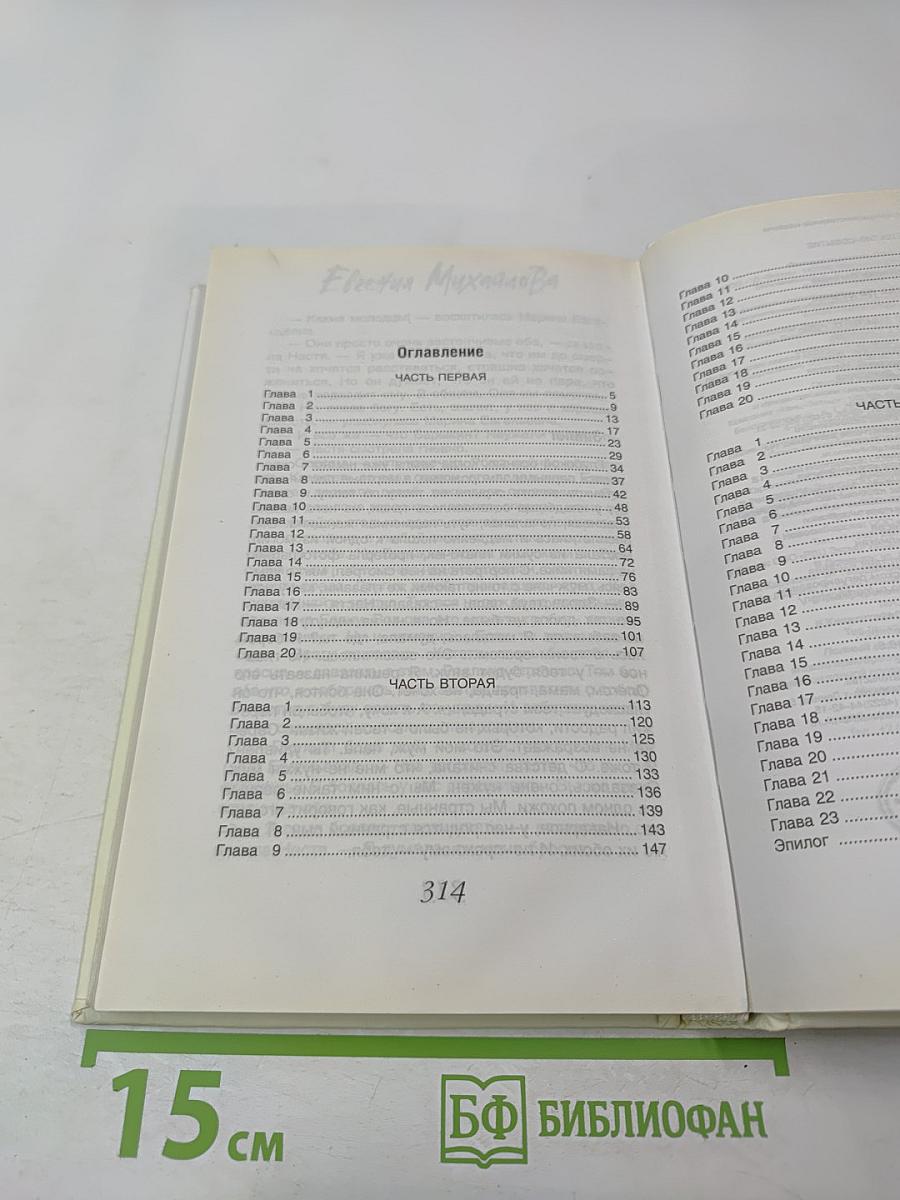 Евгения Михайлова
Оглавление
ЧАСТЬ ПЕРВАЯ
Глава 1 ........ 5
Глава 2 ........ 9
Глава 3 ........ 13
Глава 4 ........ 17
Глава 5 ........ 23
Глава 6 ........ 29
Глава 7 ........ 34
Глава 8 ........ 37
Глава 9 ........ 42
Глава 10 ........ 48
Глава 11 ........ 53
Глава 12 ........ 58
Глава 13 ........ 64
Глава 14 ........ 72
Глава 15 ........ 76
Глава 16 ........ 83
Глава 17 ........ 89
Глава 18 ........ 95
Глава 19 ........ 101
Глава 20 ........ 107
ЧАСТЬ ВТОРАЯ
Глава 1 ........ 113
Глава 2 ........ 120
Глава 3 ........ 125
Глава 4 ........ 130
Глава 5 ........ 133
Глава 6 ........ 136
Глава 7 ........ 139
Глава 8 ........ 143
Глава 9 ........ 147
314
Глава 10 ........
Глава 11 ........
Глава 12 ........
Глава 13 ........
Глава 14 ........
Глава 15 ........
Глава 16 ........
Глава 17 ........
Глава 18 ........
Глава 19 ........
Глава 20 ........
ЧАСТЬ
Глава 1 ........
Глава 2 ........
Глава 3 ........
Глава 4 ........
Глава 5 ........
Глава 6 ........
Глава 7 ........
Глава 8 ........
Глава 9 ........
Глава 10 ........
Глава 11 ........
Глава 12 ........
Глава 13 ........
Глава 14 ........
Глава 15 ........
Глава 16 ........
Глава 17 ........
Глава 18 ........
Глава 19 ........
Глава 20 ........
Глава 21 ........
Глава 22 ........
Глава 23 ........
Эпилог ........
15 см
БФ БИБЛИОФАН